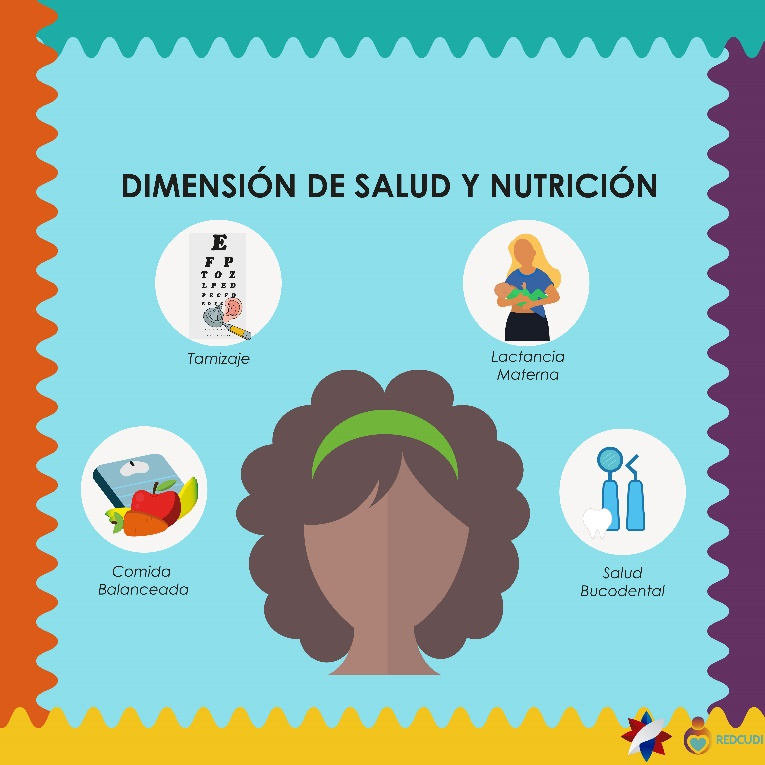 DIMENSIÓN DE SALUD Y NUTRICIÓN
E
F P
T O Z
L P E D
P E C F D
Tamizaje
Lactancia
Materna
Comida
Balanceada
Salud
Bucodental
REDCUDI